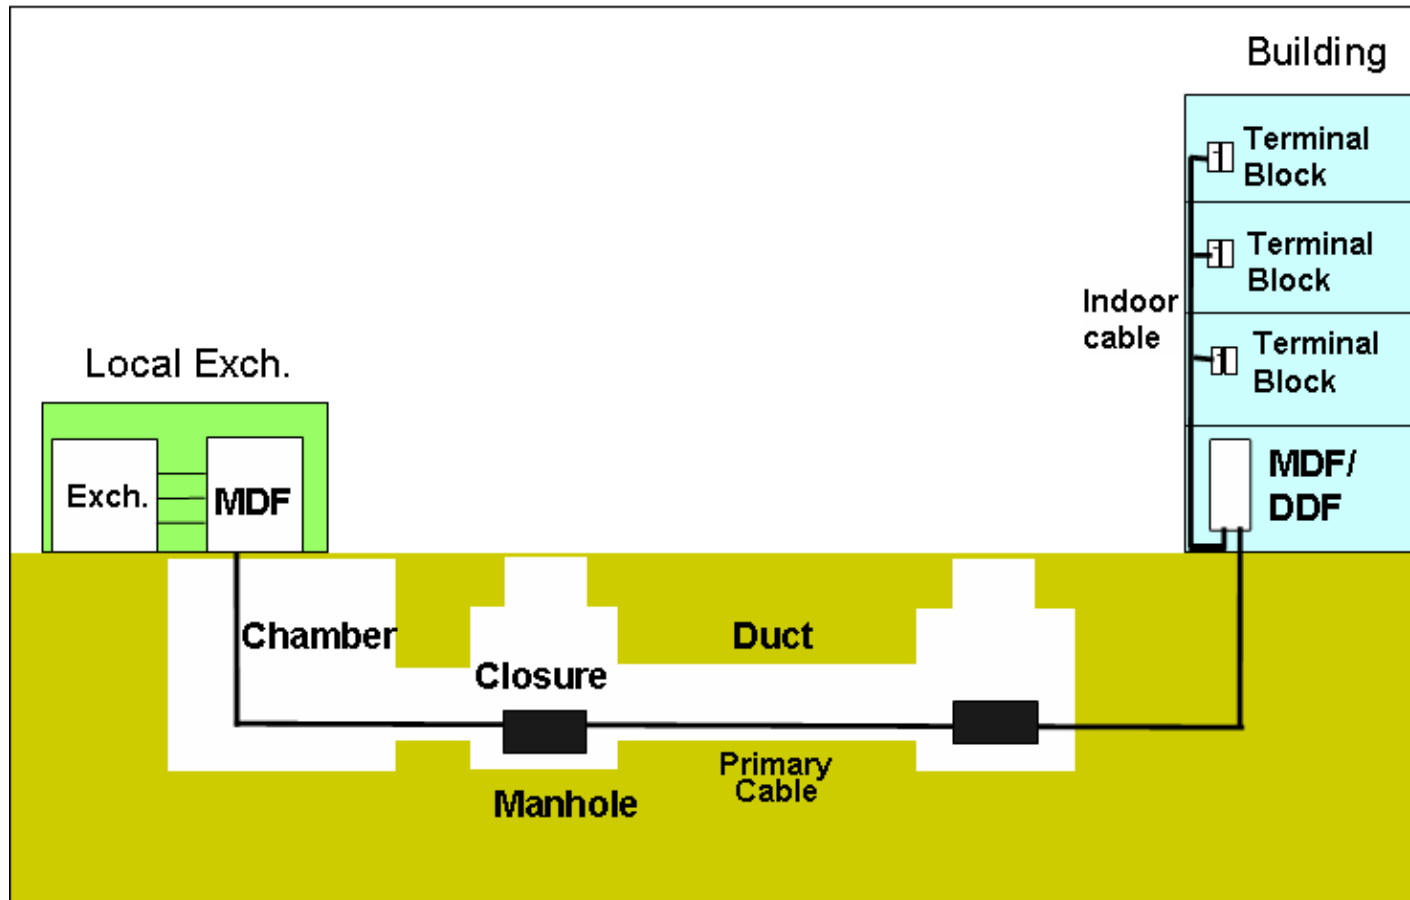 Building
Terminal
Block
Terminal
Block
Indoor
cable
Terminal
Block
Local Exch.
Exch.
MDF
MDF/
DDF
Chamber
Duct
Closure
Primary
Cable
Manhole